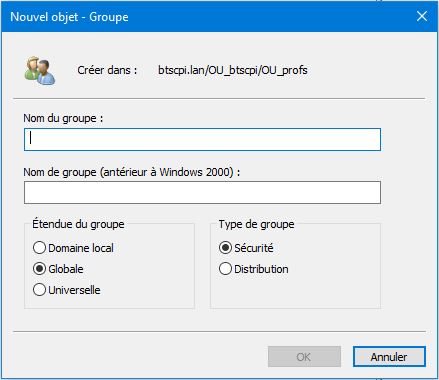 Nouvel objet - Groupe
Créer dans : btscpi.lan/OU_btscpi/OU_profs
Nom du groupe :
Nom de groupe (antérieur à Windows 2000) :
Étendue du groupe
Domaine local
Globale
Universelle
Type de groupe
Sécurité
Distribution
OK
Annuler